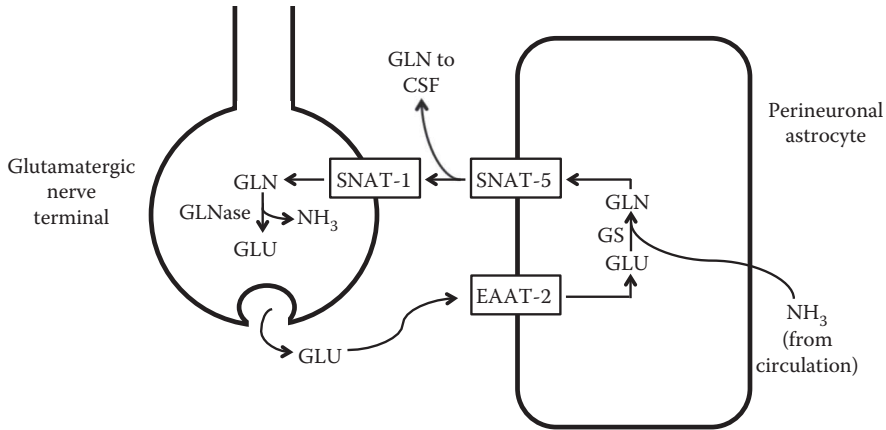 GLN to
CSF
Perineuronal
astrocyte
Glutamatergic
nerve
terminal
GLN
SNAT-1
SNAT-5
GLNase
NH₃
GLU
GLN
GS
GLU
EAAT-2
GLU
NH₃
(from
circulation)